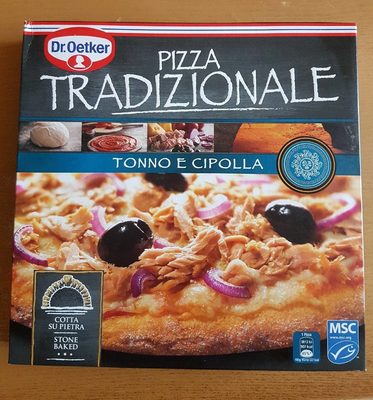 Dr.Oetker
PIZZA
TRADIZIONALE
TONNO E CIPOLLA
COTTA
SU PIETRA
STONE
BAKED
MSC